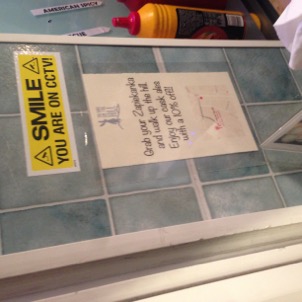 SMILE
YOU ARE ON CCTV!
Grab your Zapiekanka
and walk up the hill.
Enjoy our cask ales
with a 10% off!!!